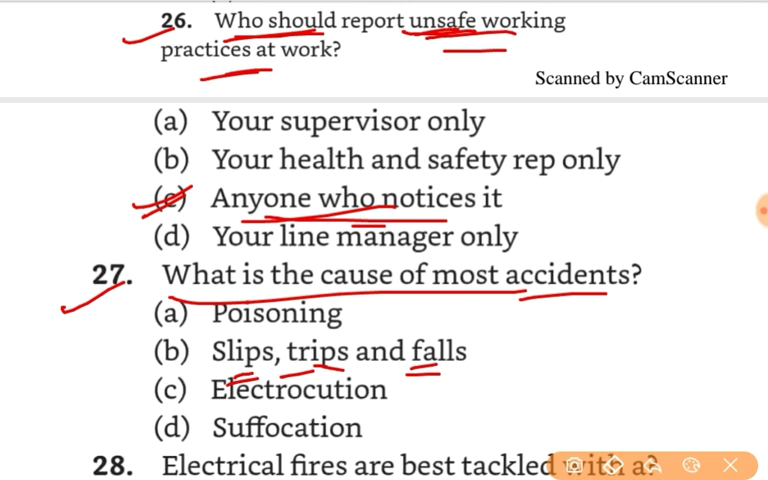 26. Who should report unsafe working
practices at work?
Scanned by CamScanner
(a) Your supervisor only
(b) Your health and safety rep only
(c) Anyone who notices it
(d) Your line manager only
27. What is the cause of most accidents?
(a) Poisoning
(b) Slips, trips and falls
(c) Electrocution
(d) Suffocation
28. Electrical fires are best tackled with a?